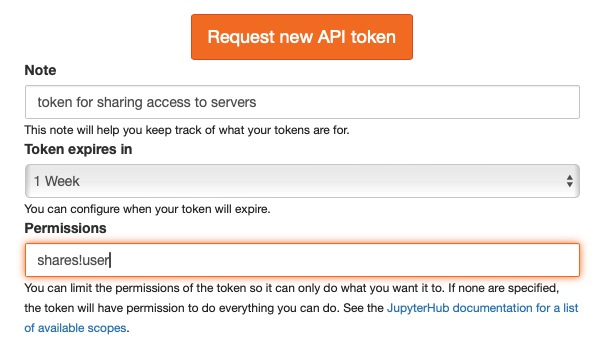 Request new API token
Note
token for sharing access to servers
This note will help you keep track of what your tokens are for.
Token expires in
1 Week
You can configure when your token will expire.
Permissions
shares!user
You can limit the permissions of the token so it can only do what you want it to. If none are specified,
the token will have permission to do everything you can do. See the JupyterHub documentation for a list
of available scopes.